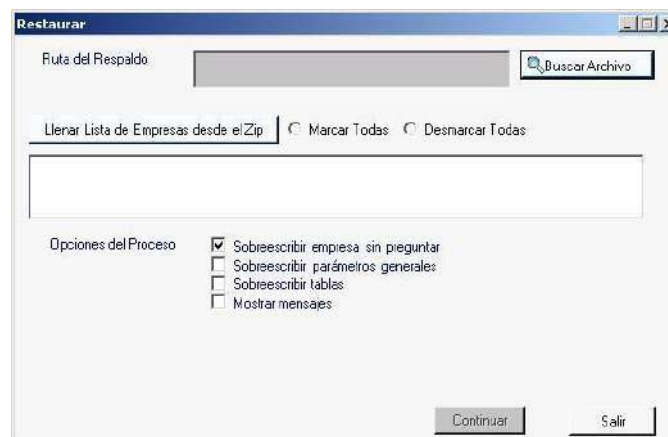 Restaurar
Ruta del Respaldo
Buscar Archivo
Llenar Lista de Empresas desde el Zip
Marcar Todas
Desmarcar Todas
Opciones del Proceso
Sobreescribir empresa sin preguntar
Sobreescribir parámetros generales
Sobreescribir tablas
Mostrar mensajes
Continuar
Salir